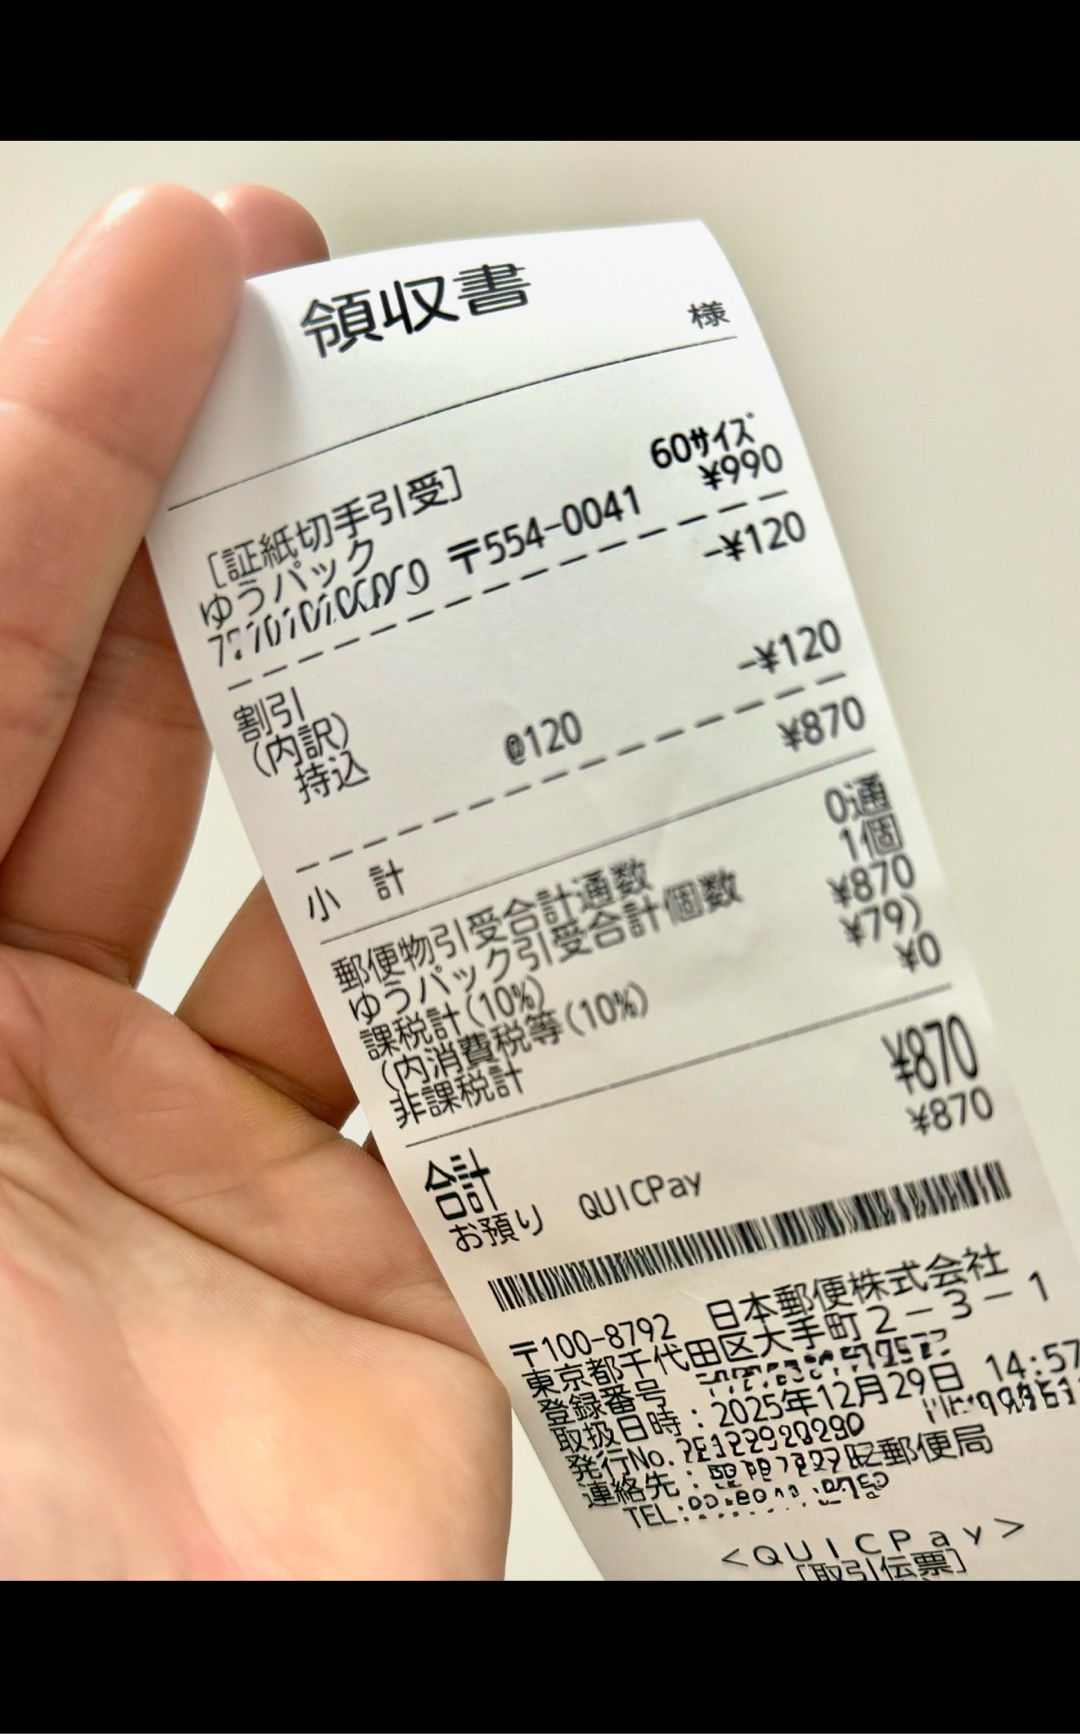 領収書
様
[証紙切手引受]
ゆうパック 60サイズ
〒554-0041 ¥990
割引 -¥120
(内訳)
持込 @120 -¥120
小 計 ¥870
郵便物引受合計通数 0通
ゆうパック引受合計個数 1個
課税計(10%) ¥870
(内消費税等(10%) ¥79)
非課税計 ¥0
合計 ¥870
お預り QUICPay ¥870
〒100-8792 日本郵便株式会社
東京都千代田区大手町2-3-1
登録番号
取扱日時:2025年12月29日 14:57
発行No.
連絡先: 郵便局
TEL:
<QUICPay>
[取引伝票]